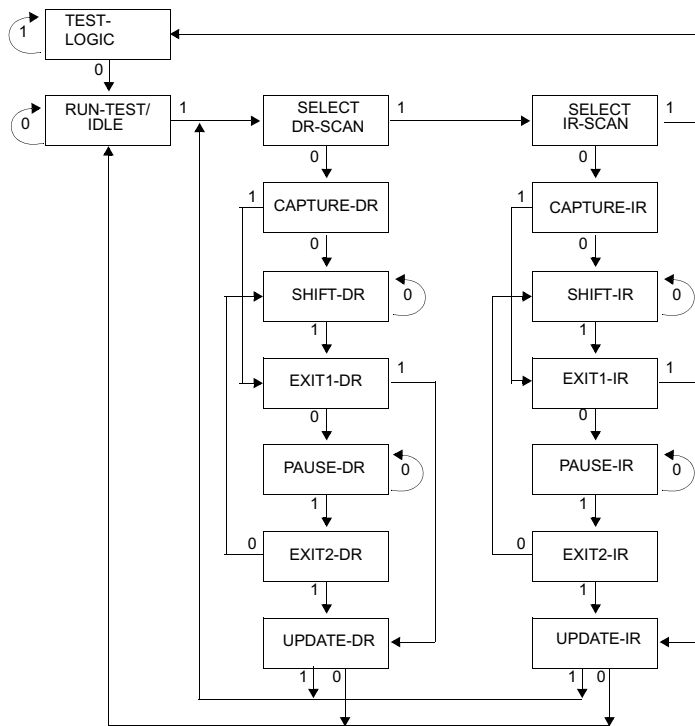 TEST-
LOGIC
1
0
RUN-TEST/
IDLE
0
1
SELECT
DR-SCAN
1
SELECT
IR-SCAN
1
0
0
CAPTURE-DR
1
CAPTURE-IR
1
0
0
SHIFT-DR
0
SHIFT-IR
0
1
1
EXIT1-DR
1
EXIT1-IR
1
0
0
PAUSE-DR
0
PAUSE-IR
0
1
1
0
EXIT2-DR
0
EXIT2-IR
1
1
UPDATE-DR
UPDATE-IR
1 0
1 0